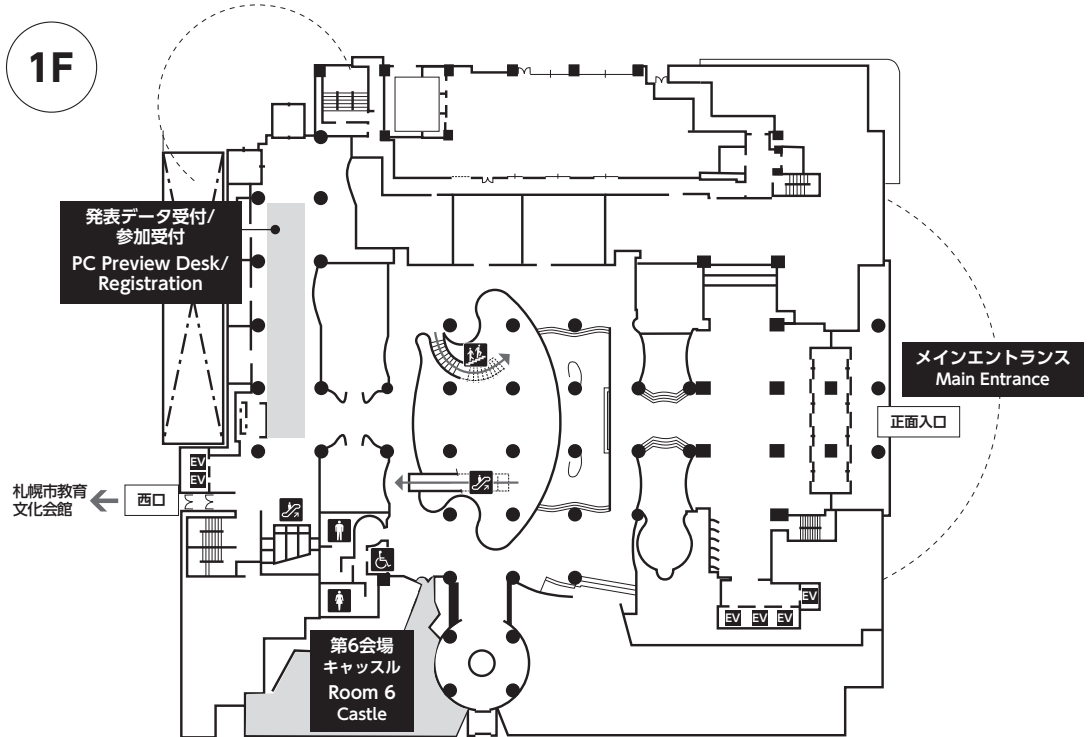 1F
発表データ受付/
参加受付
PC Preview Desk/
Registration
メインエントランス
Main Entrance
正面入口
EV
EV
札幌市教育
文化会館
西口
EV
EV
EV
EV
第6会場
キャッスル
Room 6
Castle